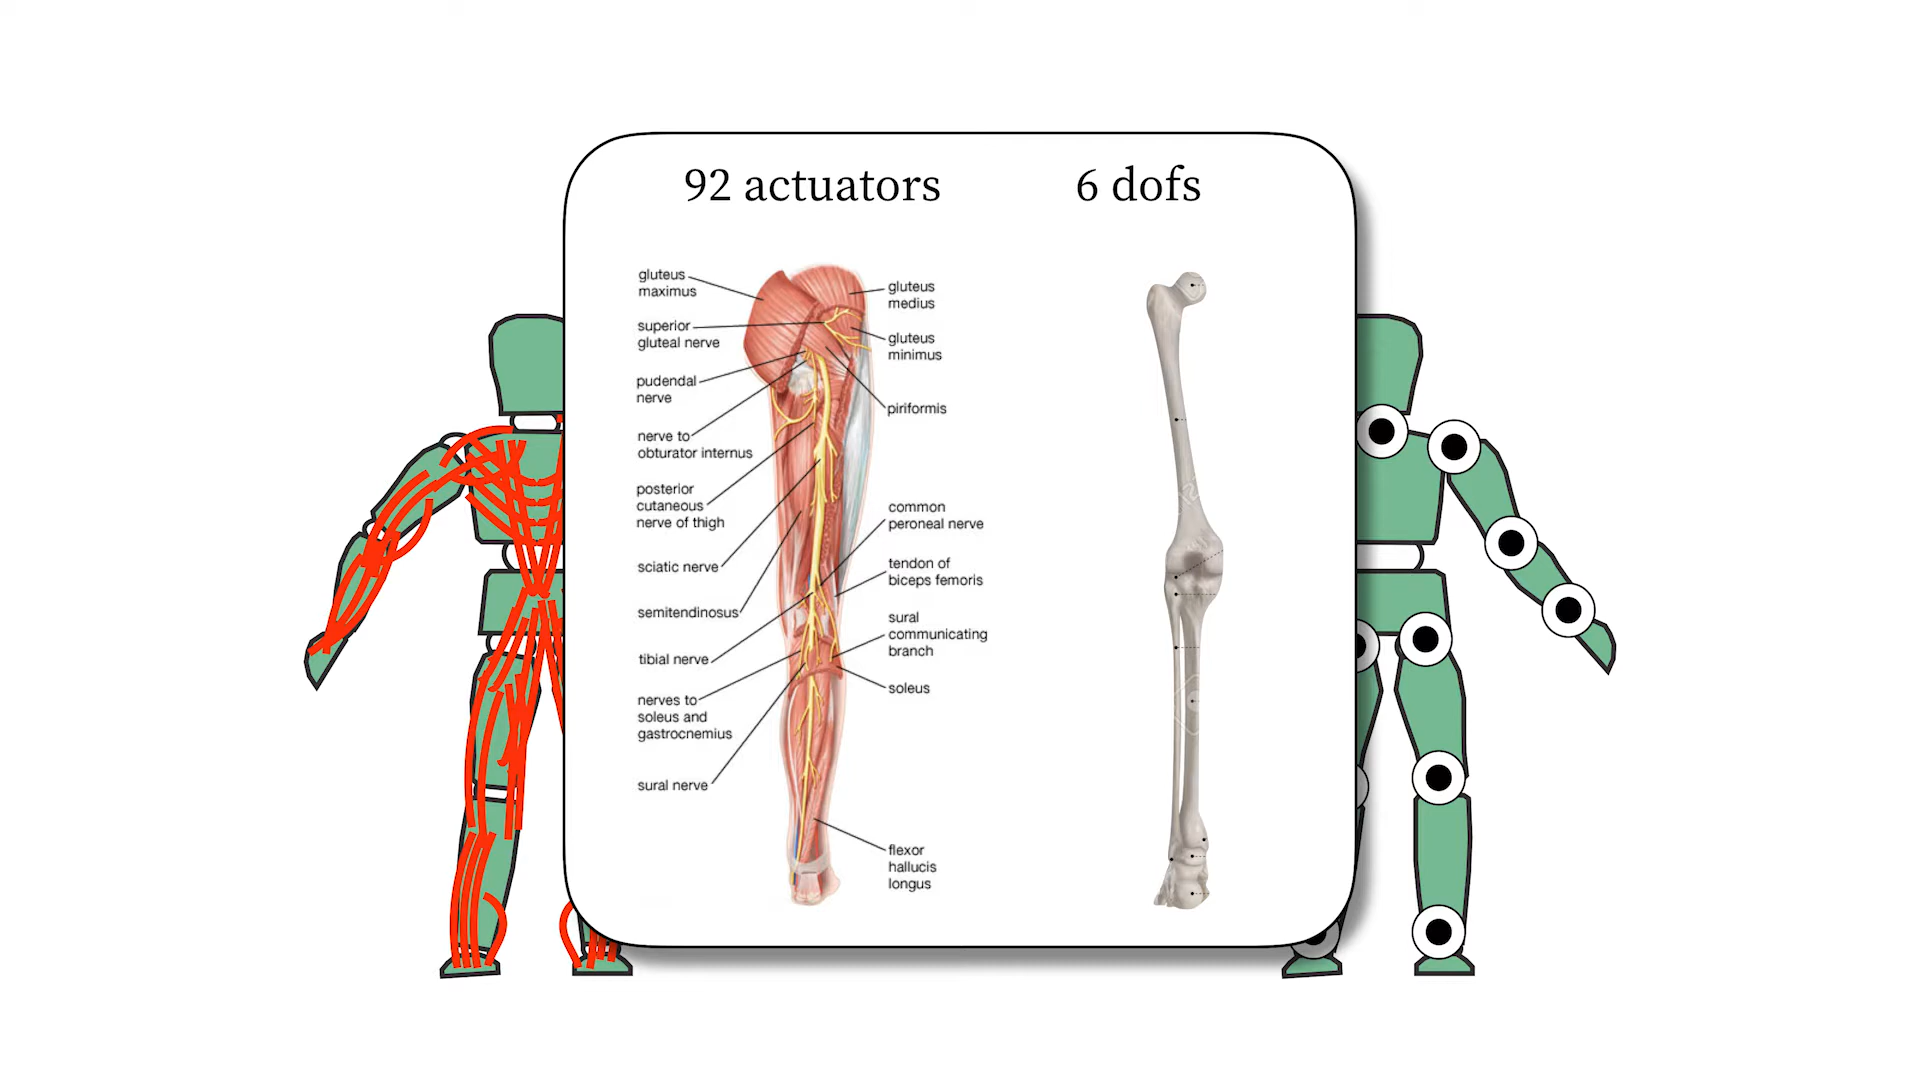 92 actuators
6 dofs
gluteus
maximus
superior
gluteal nerve
pudendal
nerve
nerve to
obturator internus
posterior
cutaneous
nerve of thigh
sciatic nerve
semitendinosus
tibial nerve
nerves to
soleus and
gastrocnemius
sural nerve
gluteus
medius
gluteus
minimus
piriformis
common
peroneal nerve
tendon of
biceps femoris
sural
communicating
branch
soleus
flexor
hallucis
longus